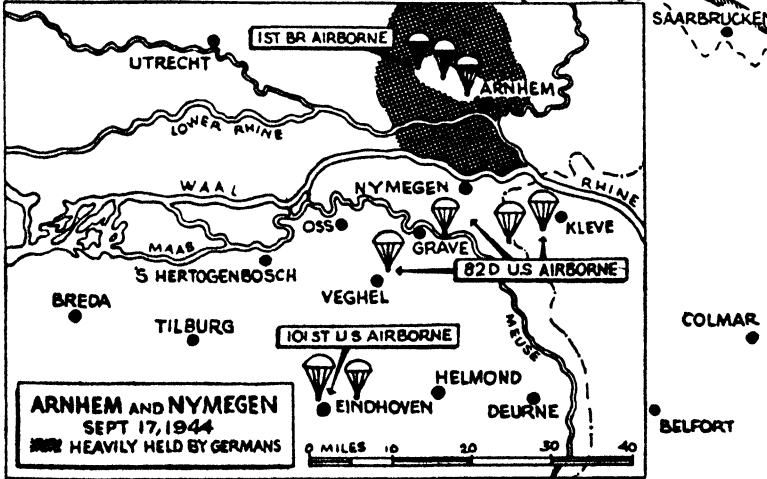 SAARBRUCKEN
1ST BR AIRBORNE
UTRECHT
ARNHEM
LOWER RHINE
WAAL
NYMEGEN
RHINE
OSS
KLEVE
MAAS
GRAVE
'S HERTOGENBOSCH
82D U.S AIRBORNE
VEGHEL
BREDA
TILBURG
MEUSE
COLMAR
101ST U S AIRBORNE
HELMOND
EINDHOVEN
DEURNE
BELFORT
ARNHEM AND NYMEGEN
SEPT 17, 1944
HEAVILY HELD BY GERMANS
0 MILES 10 20 30 40